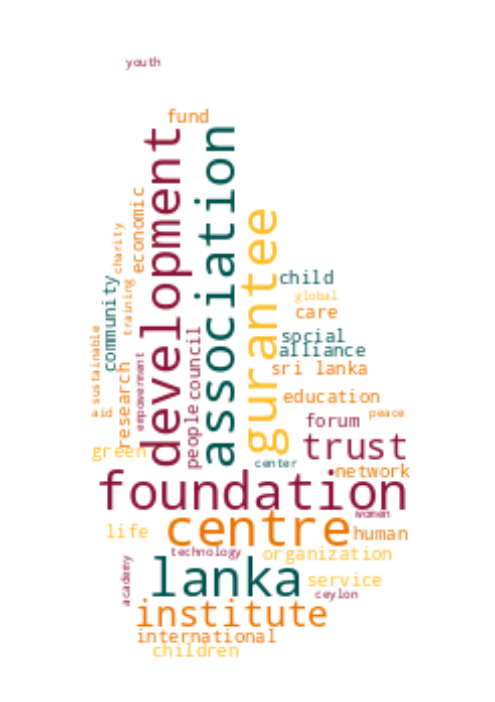 youth
fund
development
association
economic
gurantee
charity
child
community
training
global
care
a sustainable
social
alliance
council
empowerment
sri lanka
research
people
education
peace
forum
green
trust
center
network
foundation
women
life
centre
human
technology
organization
academy
lanka
service
ceylon
institute
international
children